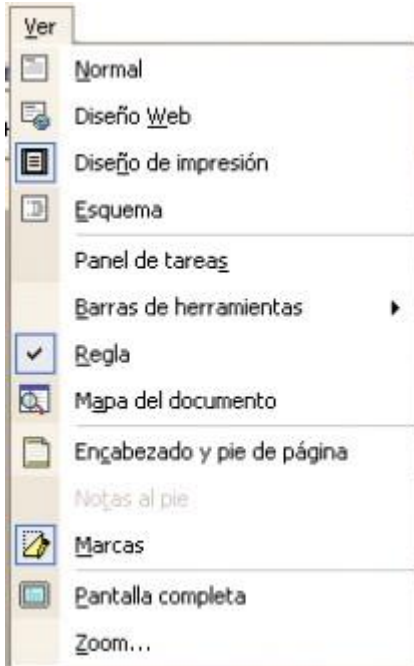 Ver
Normal
Diseño Web
Diseño de impresión
Esquema
Panel de tareas
Barras de herramientas
Regla
Mapa del documento
Encabezado y pie de página
Notas al pie
Marcas
Pantalla completa
Zoom...